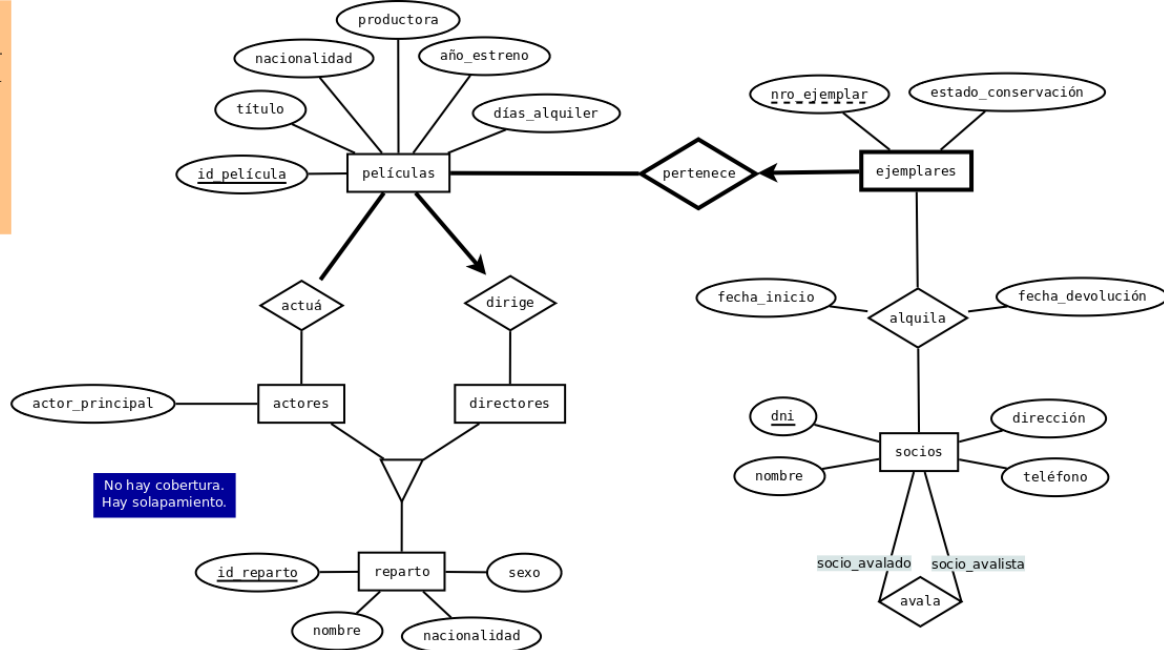 productora
nacionalidad
año_estreno
título
días_alquiler
id_película
películas
pertenece
nro_ejemplar
estado_conservación
ejemplares
actuá
dirige
fecha_inicio
fecha_devolución
alquila
actor_principal
actores
directores
dni
dirección
socios
nombre
teléfono
No hay cobertura.
Hay solapamiento.
id_reparto
reparto
sexo
nombre
nacionalidad
socio_avalado
socio_avalista
avala